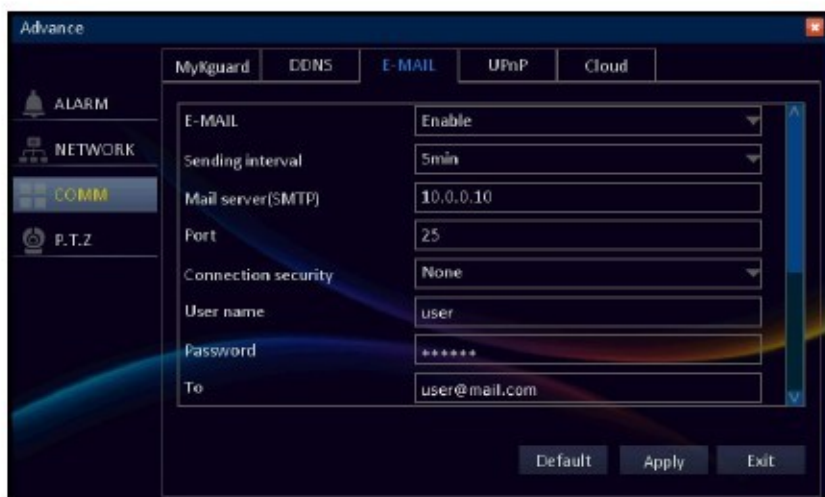 Advance
MyKguard DDNS E-MAIL UPnP Cloud
ALARM
NETWORK
COMM
P.T.Z
E-MAIL Enable
Sending interval 5min
Mail server(SMTP) 10.0.0.10
Port 25
Connection security None
User name user
Password ******
To user@mail.com
Default Apply Exit